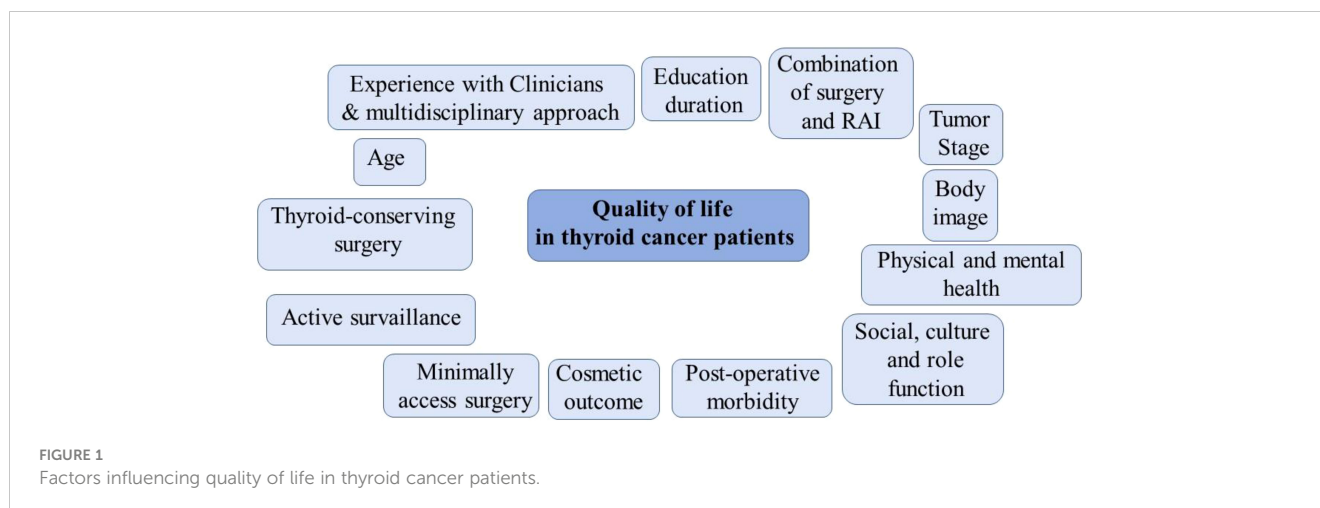 Experience with Clinicians
& multidisciplinary approach
Education
duration
Combination
of surgery
and RAI
Tumor
Stage
Age
Body
image
Thyroid-conserving
surgery
Quality of life
in thyroid cancer patients
Physical and mental
health
Active survaillance
Social, culture
and role
function
Minimally
access surgery
Cosmetic
outcome
Post-operative
morbidity
FIGURE 1
Factors influencing quality of life in thyroid cancer patients.